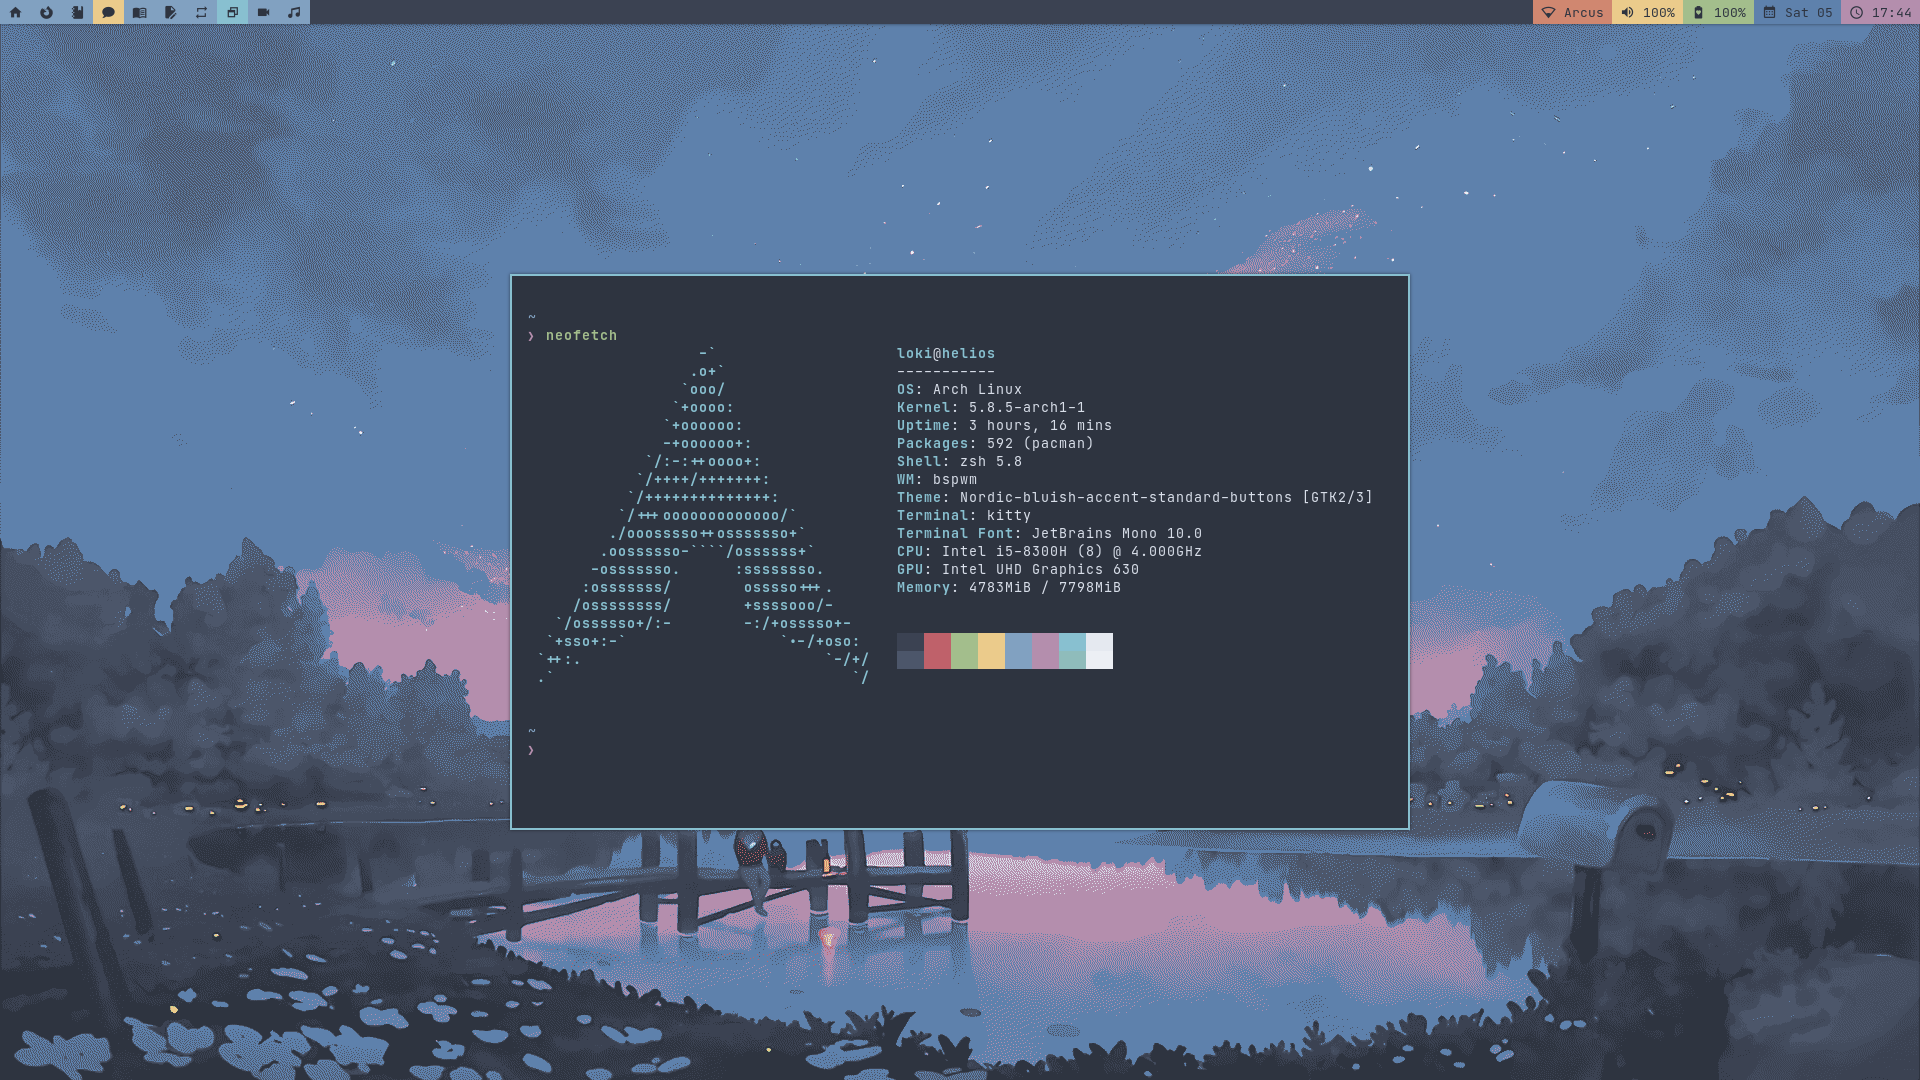 Arcus 100% 100% Sat 05 17:44
~
❯ neofetch
-`
.o+`
`ooo/
`+oooo:
`+oooooo:
-+oooooo+:
`/:-:++oooo+:
`/++++/+++++++:
`/++++++++++++++:
`/+++ooooooooooooo/`
./ooosssso++osssssso+`
.oossssso-````/ossssss+`
-osssssso. :ssssssso.
:osssssss/ osssso+++.
/ossssssss/ +ssssooo/-
`/ossssso+/:- -:/+osssso+-
`+sso+:-` `.-/+oso:
`++:. `-/+/
.` `/
loki@helios
-----------
OS: Arch Linux
Kernel: 5.8.5-arch1-1
Uptime: 3 hours, 16 mins
Packages: 592 (pacman)
Shell: zsh 5.8
WM: bspwm
Theme: Nordic-bluish-accent-standard-buttons [GTK2/3]
Terminal: kitty
Terminal Font: JetBrains Mono 10.0
CPU: Intel i5-8300H (8) @ 4.000GHz
GPU: Intel UHD Graphics 630
Memory: 4783MiB / 7798MiB
~
❯